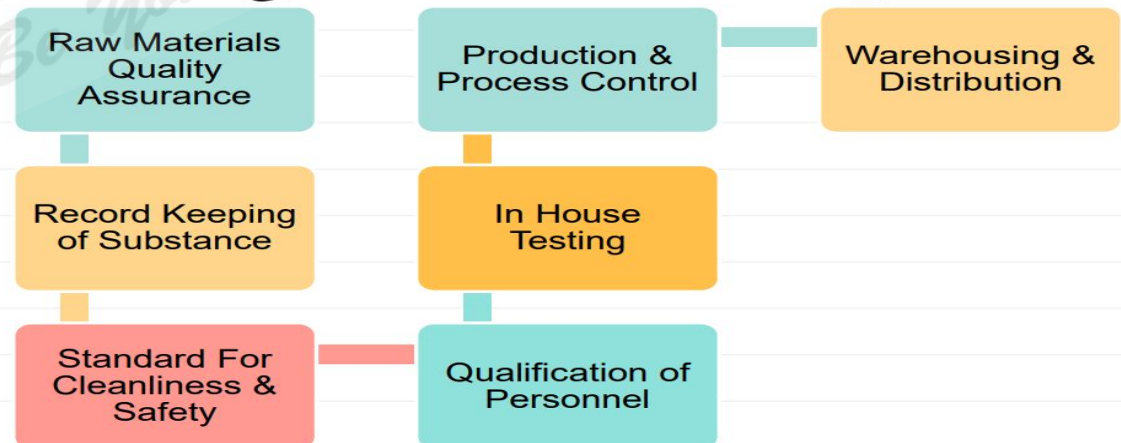 Raw Materials
Quality
Assurance
Record Keeping
of Substance
Standard For
Cleanliness &
Safety
Qualification of
Personnel
In House
Testing
Production &
Process Control
Warehousing &
Distribution